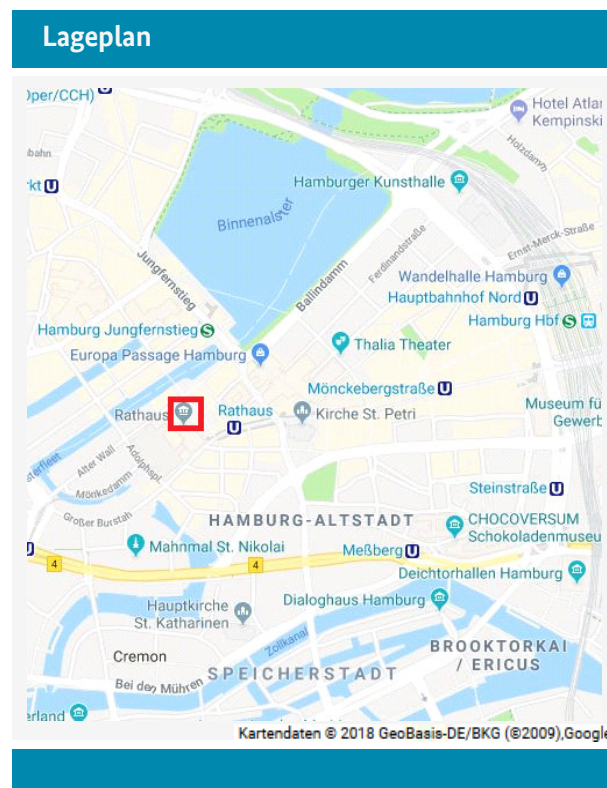 Lageplan
Oper/CCH)
Hotel Atlan
Kempinski
bahn.
Holzdamm
rkt U
Hamburger Kunsthalle
Binnenalster
Ernst-Merck-Straße
Jungfernstieg
Ferdinandstraße
Ballindamm
Wandelhalle Hamburg
Hauptbahnhof Nord U
Hamburg Jungfernstieg S
Hamburg Hbf S
Thalia Theater
Europa Passage Hamburg
Mönckebergstraße U
Rathaus
Rathaus
U
Kirche St. Petri
Museum fü
Gewerb
Alter Wall
Adolphspl.
sterfleet
Mönkedamm
Steinstraße U
Großer Burstah
HAMBURG-ALTSTADT
CHOCOVERSUM
Schokoladenmuseu
Mahnmal St. Nikolai
Meßberg U
4
4
Deichtorhallen Hamburg
Hauptkirche
St. Katharinen
Dialoghaus Hamburg
Zollkanal
BROOKTORKAI
/ ERICUS
Cremon
SPEICHERSTADT
Bei den Mühren
erland
Kartendaten © 2018 GeoBasis-DE/BKG (©2009),Google